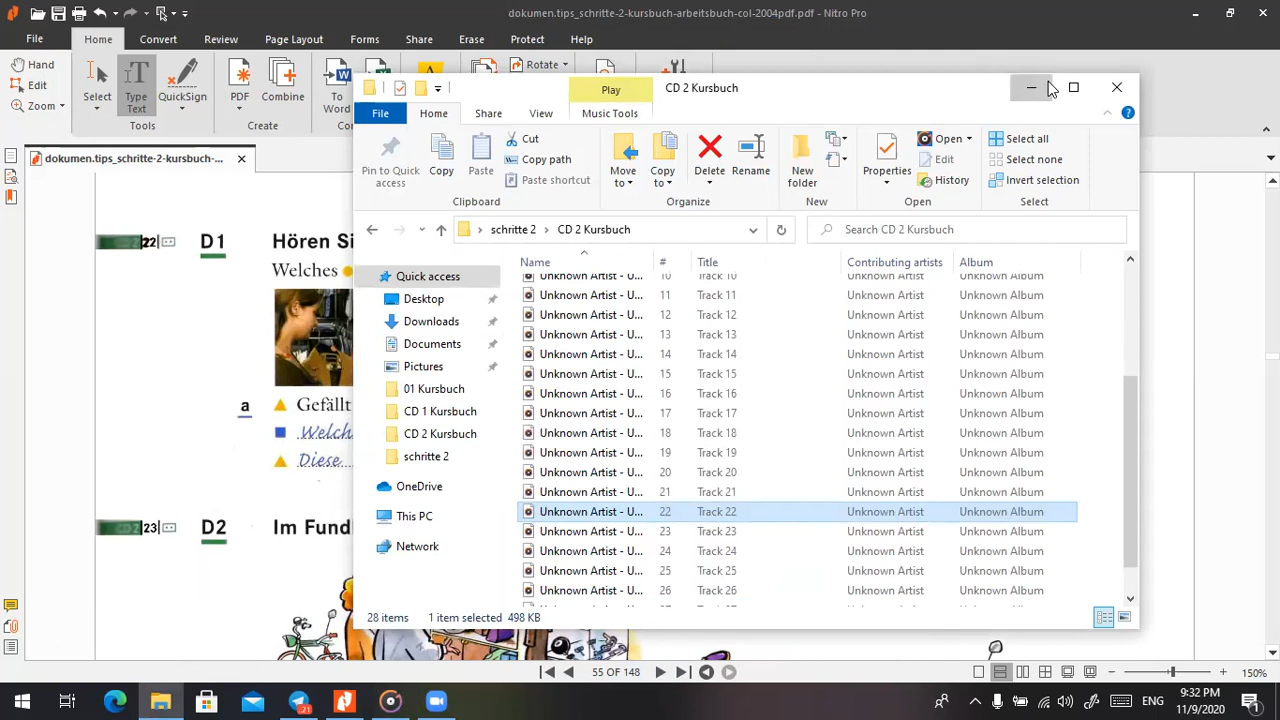 dokumen.tips_schritte-2-kursbuch-arbeitsbuch-col-2004pdf.pdf - Nitro Pro
File Home Convert Review Page Layout Forms Share Erase Protect Help
Hand
Edit
Zoom
Select
Type Text
QuickSign
Tools
PDF
Combine
Create
To Word
Rotate
dokumen.tips_schritte-2-kursbuch-...
Play
CD 2 Kursbuch
File Home Share View Music Tools
Pin to Quick access
Copy
Paste
Cut
Copy path
Paste shortcut
Clipboard
Move to
Copy to
Delete
Rename
Organize
New folder
New
Properties
Open
Edit
History
Open
Select all
Select none
Invert selection
Select
schritte 2 > CD 2 Kursbuch
Search CD 2 Kursbuch
Quick access
Desktop
Downloads
Documents
Pictures
01 Kursbuch
CD 1 Kursbuch
CD 2 Kursbuch
schritte 2
OneDrive
This PC
Network
Name # Title Contributing artists Album
Unknown Artist - U... 10 Track 10 Unknown Artist Unknown Album
Unknown Artist - U... 11 Track 11 Unknown Artist Unknown Album
Unknown Artist - U... 12 Track 12 Unknown Artist Unknown Album
Unknown Artist - U... 13 Track 13 Unknown Artist Unknown Album
Unknown Artist - U... 14 Track 14 Unknown Artist Unknown Album
Unknown Artist - U... 15 Track 15 Unknown Artist Unknown Album
Unknown Artist - U... 16 Track 16 Unknown Artist Unknown Album
Unknown Artist - U... 17 Track 17 Unknown Artist Unknown Album
Unknown Artist - U... 18 Track 18 Unknown Artist Unknown Album
Unknown Artist - U... 19 Track 19 Unknown Artist Unknown Album
Unknown Artist - U... 20 Track 20 Unknown Artist Unknown Album
Unknown Artist - U... 21 Track 21 Unknown Artist Unknown Album
Unknown Artist - U... 22 Track 22 Unknown Artist Unknown Album
Unknown Artist - U... 23 Track 23 Unknown Artist Unknown Album
Unknown Artist - U... 24 Track 24 Unknown Artist Unknown Album
Unknown Artist - U... 25 Track 25 Unknown Artist Unknown Album
Unknown Artist - U... 26 Track 26 Unknown Artist Unknown Album
28 items 1 item selected 498 KB
2 22 D1 Hören Si
Welches
a Gefällt
Welch
Diese
2 23 D2 Im Fund
55 OF 148
150%
ENG
9:32 PM
11/9/2020